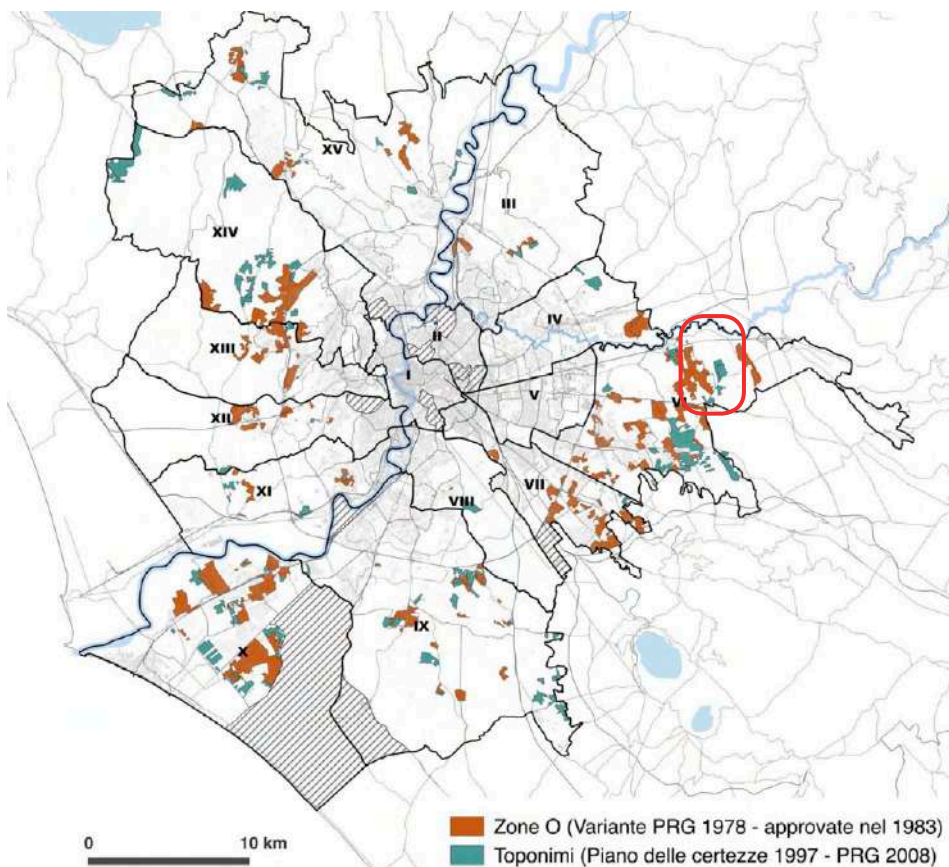 XV
III
XIV
IV
II
XIII
I
V
VI
XII
VII
XI
VIII
IX
X
Zone O (Variante PRG 1978 - approvate nel 1983)
0 10 km
Toponimi (Piano delle certezze 1997 - PRG 2008)